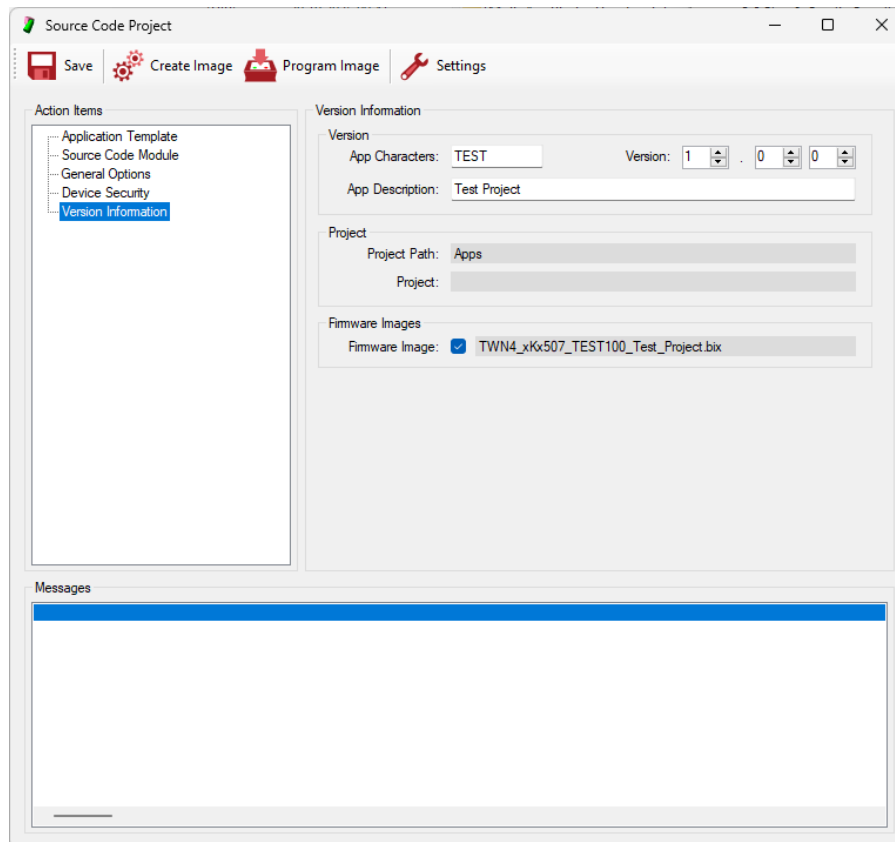 Source Code Project
Save Create Image Program Image Settings
Action Items
Application Template
Source Code Module
General Options
Device Security
Version Information
Version Information
Version
App Characters: TEST Version: 1 . 0 0
App Description: Test Project
Project
Project Path: Apps
Project:
Firmware Images
Firmware Image: TWN4_xKx507_TEST100_Test_Project.bix
Messages